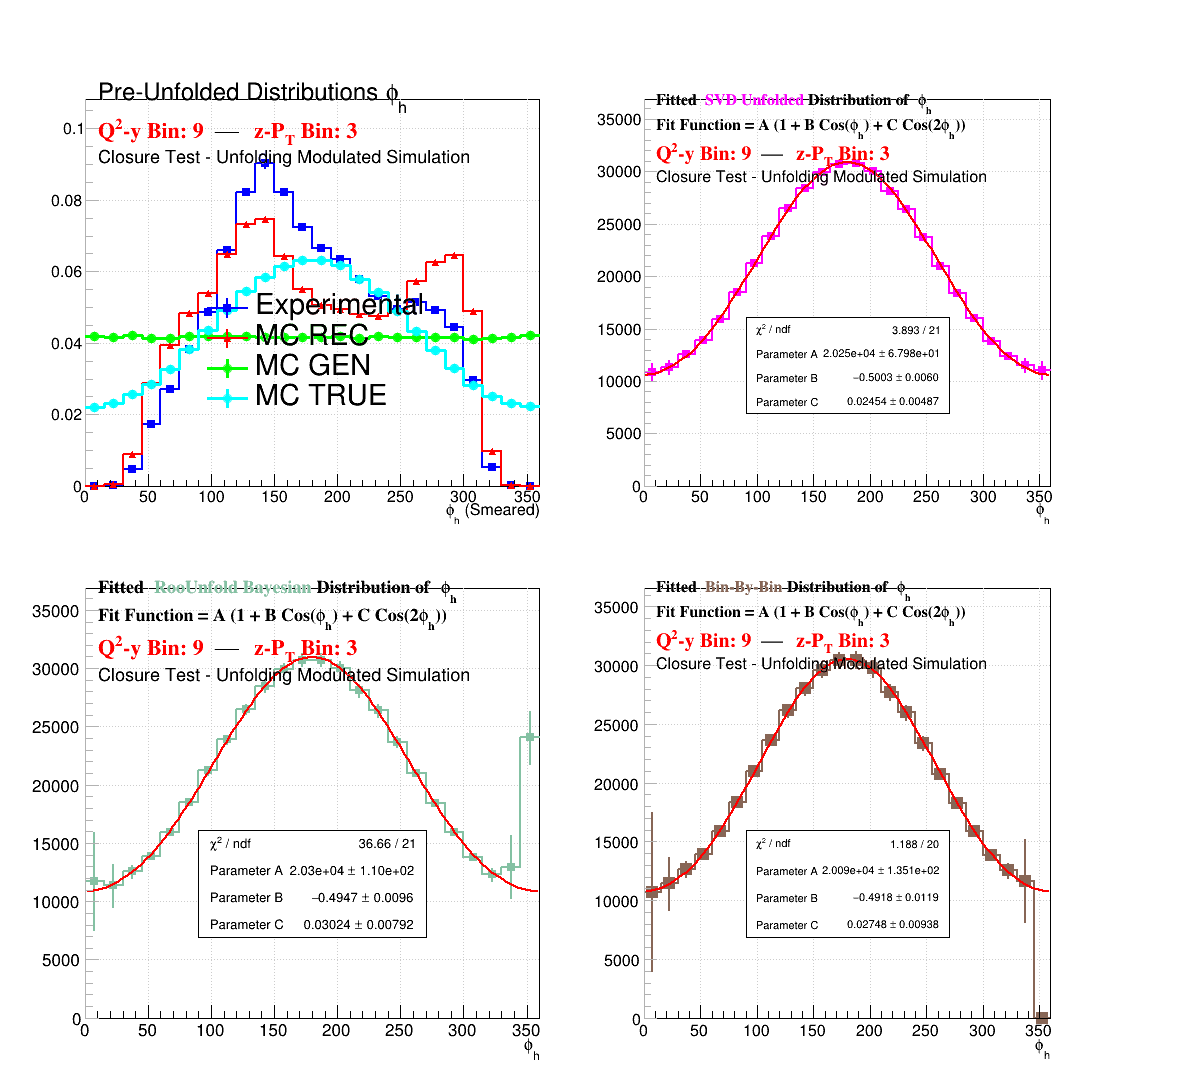 Pre-Unfolded Distributions ϕh
Q²-y Bin: 9 — z-PT Bin: 3
Closure Test - Unfolding Modulated Simulation
0.1
0.08
0.06
0.04
0.02
0
Experimental
MC REC
MC GEN
MC TRUE
0 50 100 150 200 250 300 350
ϕh (Smeared)
Fitted SVD Unfolded Distribution of ϕh
Fit Function = A (1 + B Cos(ϕh) + C Cos(2ϕh))
Q²-y Bin: 9 — z-PT Bin: 3
Closure Test - Unfolding Modulated Simulation
35000
30000
25000
20000
15000
10000
5000
0
χ² / ndf 3.893 / 21
Parameter A 2.025e+04 ± 6.798e+01
Parameter B −0.5003 ± 0.0060
Parameter C 0.02454 ± 0.00487
0 50 100 150 200 250 300 350
ϕh
Fitted RooUnfold Bayesian Distribution of ϕh
Fit Function = A (1 + B Cos(ϕh) + C Cos(2ϕh))
Q²-y Bin: 9 — z-PT Bin: 3
Closure Test - Unfolding Modulated Simulation
35000
30000
25000
20000
15000
10000
5000
0
χ² / ndf 36.66 / 21
Parameter A 2.03e+04 ± 1.10e+02
Parameter B −0.4947 ± 0.0096
Parameter C 0.03024 ± 0.00792
0 50 100 150 200 250 300 350
ϕh
Fitted Bin-By-Bin Distribution of ϕh
Fit Function = A (1 + B Cos(ϕh) + C Cos(2ϕh))
Q²-y Bin: 9 — z-PT Bin: 3
Closure Test - Unfolding Modulated Simulation
35000
30000
25000
20000
15000
10000
5000
0
χ² / ndf 1.188 / 20
Parameter A 2.009e+04 ± 1.351e+02
Parameter B −0.4918 ± 0.0119
Parameter C 0.02748 ± 0.00938
0 50 100 150 200 250 300 350
ϕh